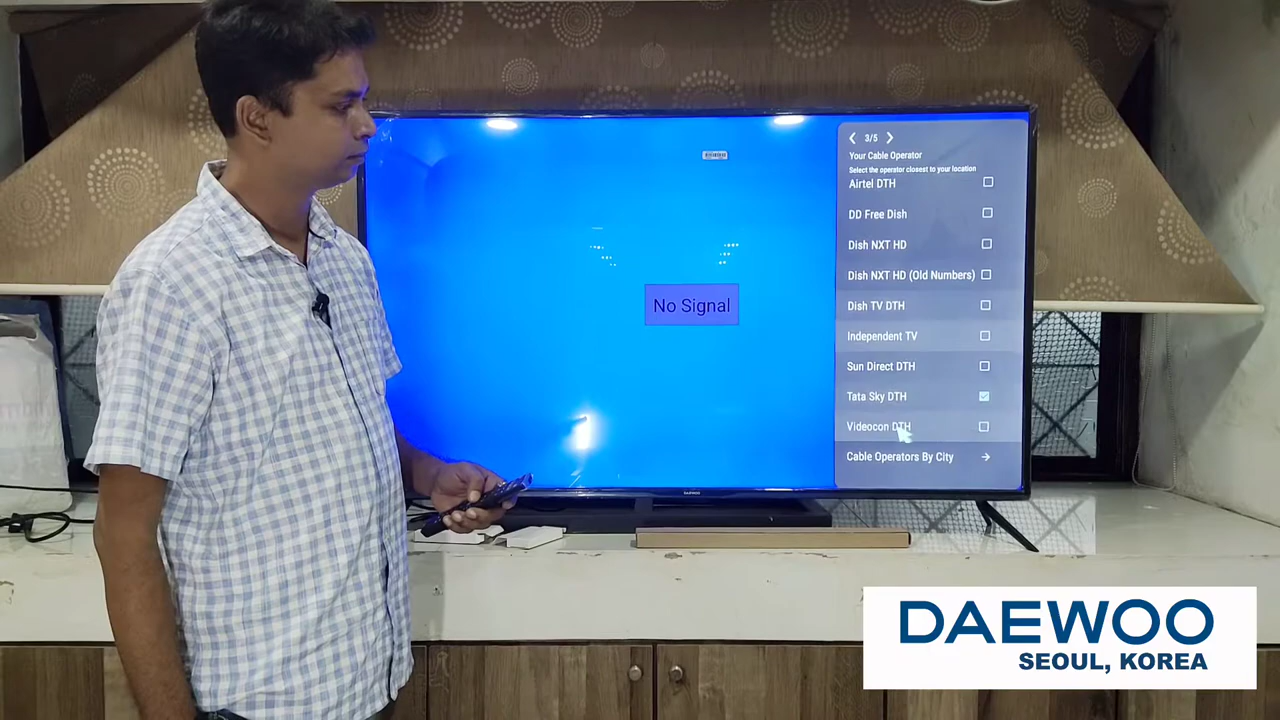 3/5
Your Cable Operator
Select the operator closest to your location
Airtel DTH
DD Free Dish
Dish NXT HD
Dish NXT HD (Old Numbers)
Dish TV DTH
Independent TV
Sun Direct DTH
Tata Sky DTH
Videocon DTH
Cable Operators By City
No Signal
DAEWOO
DAEWOO
SEOUL, KOREA